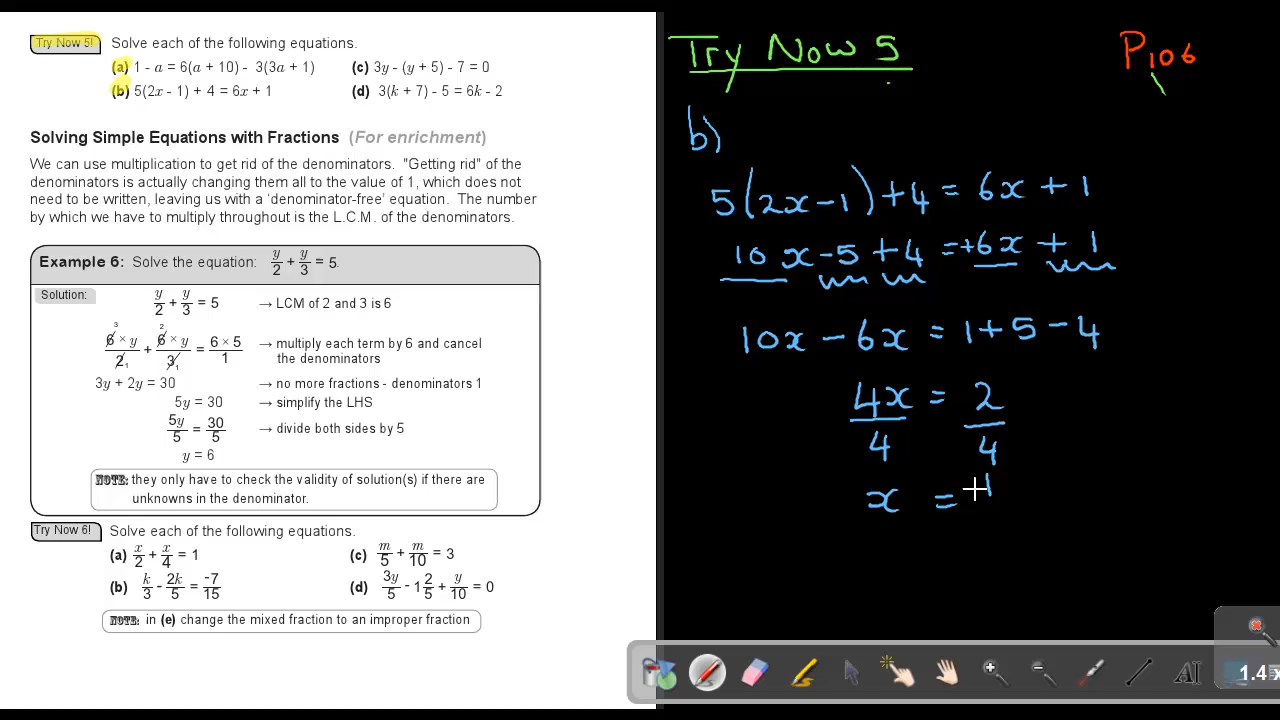 Try Now 5! Solve each of the following equations.
(a) 1 - a = 6(a + 10) - 3(3a + 1) (c) 3y - (y + 5) - 7 = 0
(b) 5(2x - 1) + 4 = 6x + 1 (d) 3(k + 7) - 5 = 6k - 2
Solving Simple Equations with Fractions (For enrichment)
We can use multiplication to get rid of the denominators. "Getting rid" of the
denominators is actually changing them all to the value of 1, which does not
need to be written, leaving us with a 'denominator-free' equation. The number
by which we have to multiply throughout is the L.C.M. of the denominators.
Example 6: Solve the equation: y/2 + y/3 = 5.
Solution:
y/2 + y/3 = 5 → LCM of 2 and 3 is 6
3 2
6 × y/2 1 + 6 × y/3 1 = 6 × 5/1 → multiply each term by 6 and cancel
the denominators
3y + 2y = 30 → no more fractions - denominators 1
5y = 30 → simplify the LHS
5y/5 = 30/5 → divide both sides by 5
y = 6
NOTE: they only have to check the validity of solution(s) if there are
unknowns in the denominator.
Try Now 6! Solve each of the following equations.
(a) x/2 + x/4 = 1 (c) m/5 + m/10 = 3
(b) k/3 - 2k/5 = -7/15 (d) 3y/5 - 1 2/5 + y/10 = 0
NOTE: in (e) change the mixed fraction to an improper fraction
Try Now 5
P106
b)
5(2x - 1) + 4 = 6x + 1
10x - 5 + 4 = +6x + 1
10x - 6x = 1 + 5 - 4
4x/4 = 2/4
x = 1
AI
1.4 x